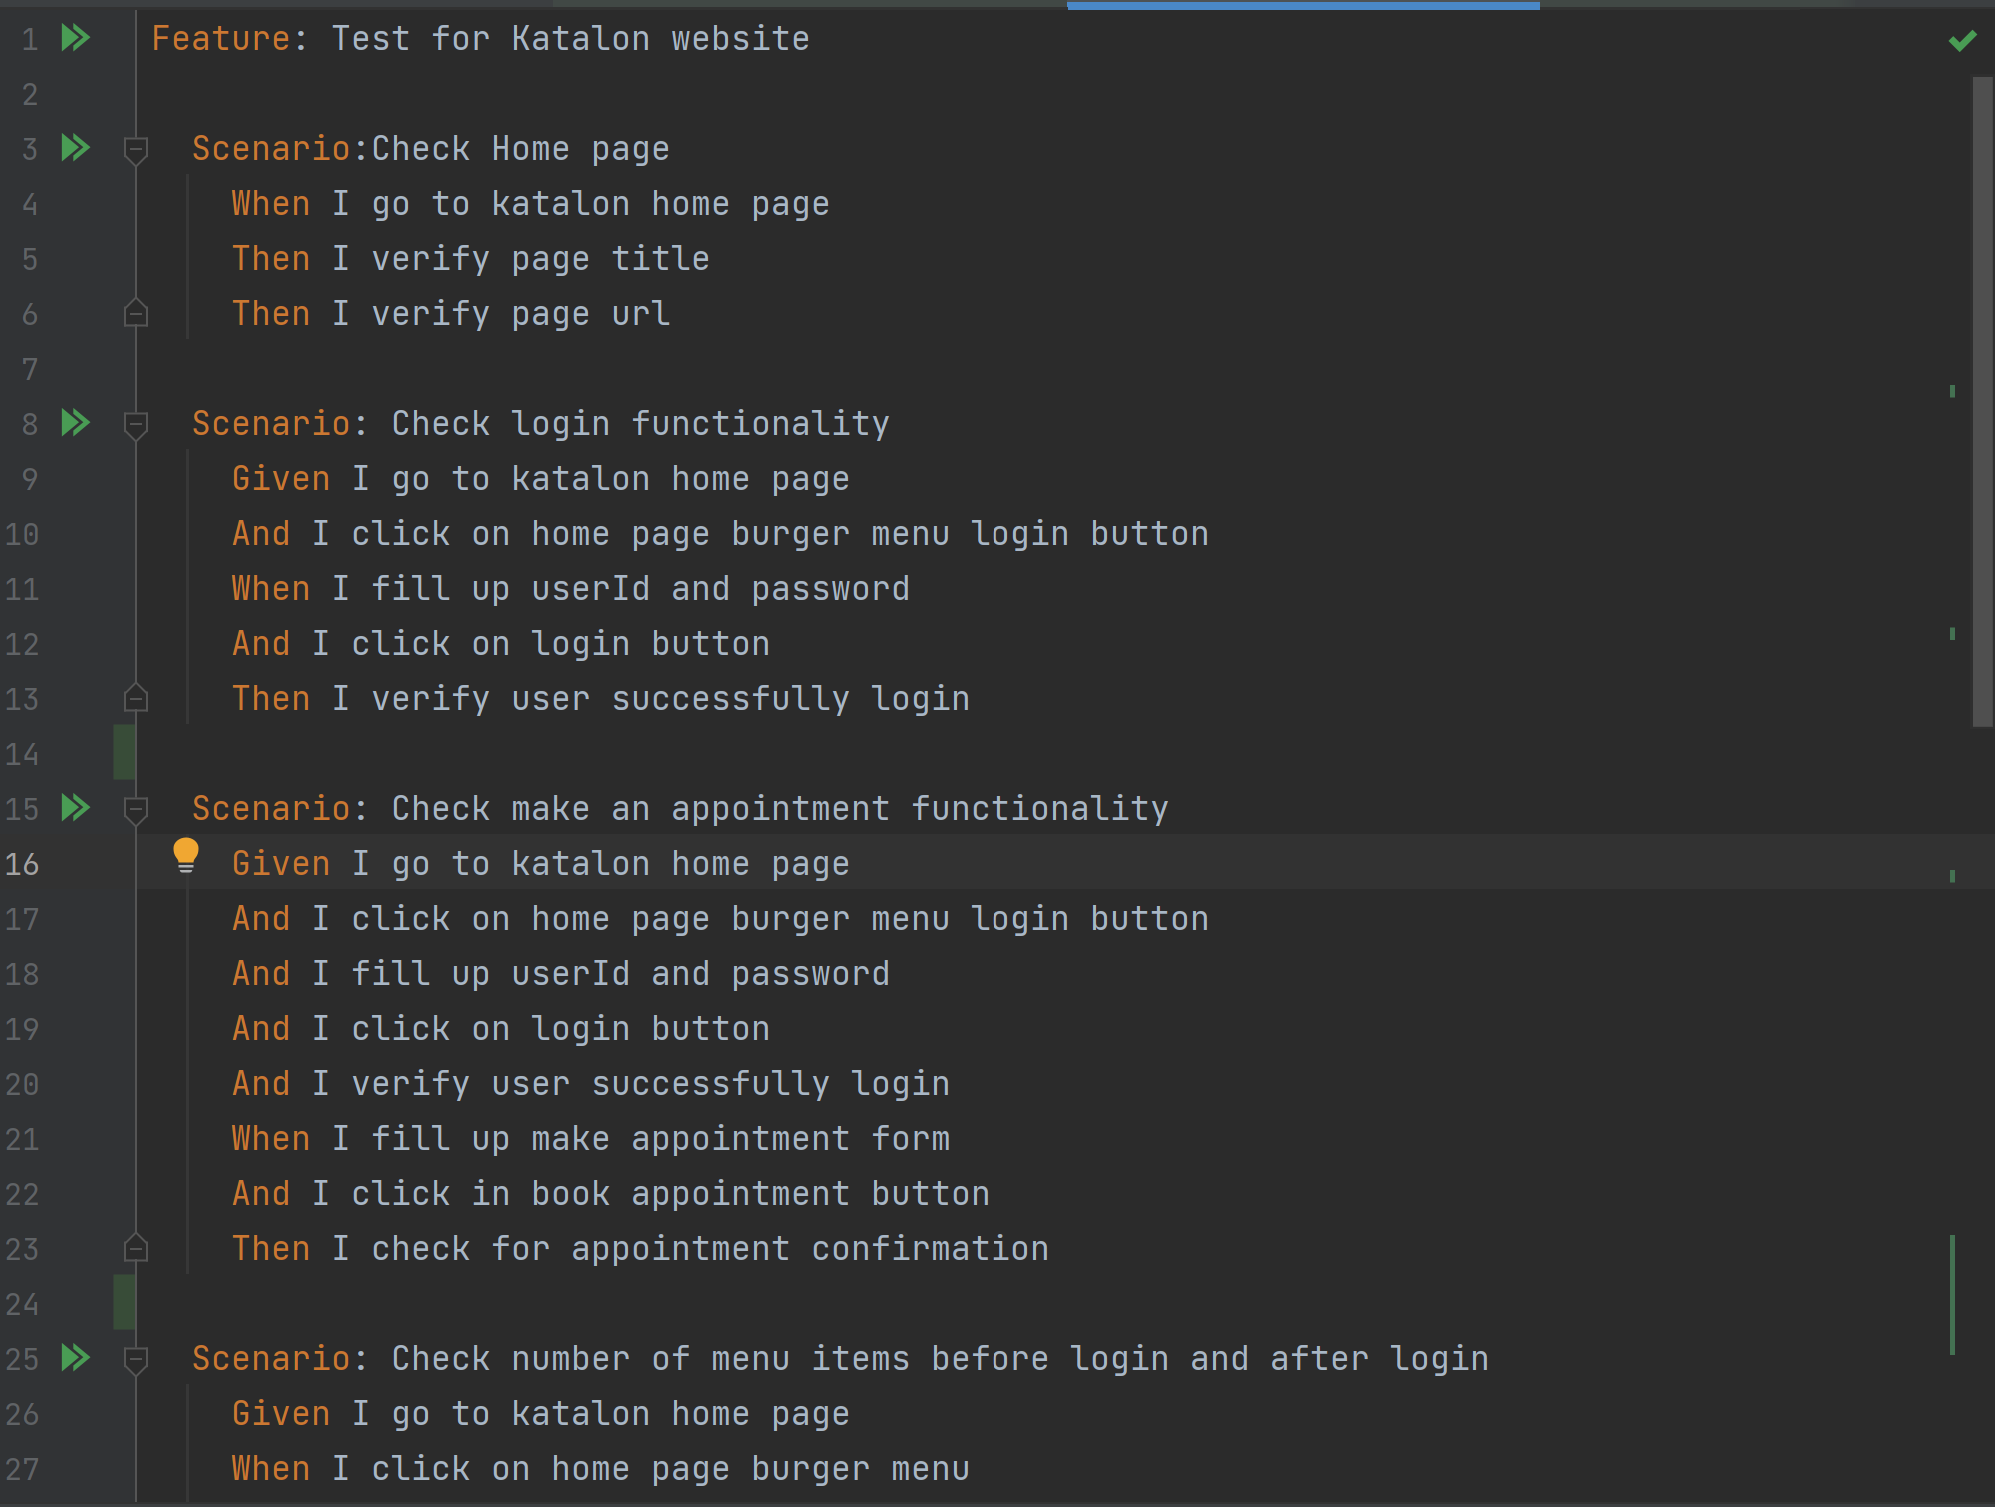 1 Feature: Test for Katalon website
2
3 Scenario:Check Home page
4 When I go to katalon home page
5 Then I verify page title
6 Then I verify page url
7
8 Scenario: Check login functionality
9 Given I go to katalon home page
10 And I click on home page burger menu login button
11 When I fill up userId and password
12 And I click on login button
13 Then I verify user successfully login
14
15 Scenario: Check make an appointment functionality
16 Given I go to katalon home page
17 And I click on home page burger menu login button
18 And I fill up userId and password
19 And I click on login button
20 And I verify user successfully login
21 When I fill up make appointment form
22 And I click in book appointment button
23 Then I check for appointment confirmation
24
25 Scenario: Check number of menu items before login and after login
26 Given I go to katalon home page
27 When I click on home page burger menu